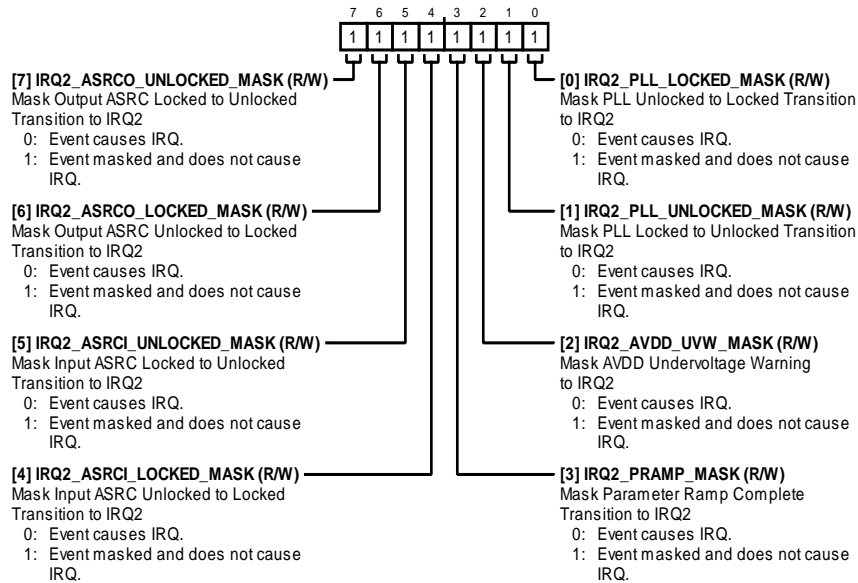 7 6 5 4 3 2 1 0
1 1 1 1 1 1 1 1
[7] IRQ2_ASRCO_UNLOCKED_MASK (R/W)
Mask Output ASRC Locked to Unlocked
Transition to IRQ2
0: Event causes IRQ.
1: Event masked and does not cause
IRQ.
[6] IRQ2_ASRCO_LOCKED_MASK (R/W)
Mask Output ASRC Unlocked to Locked
Transition to IRQ2
0: Event causes IRQ.
1: Event masked and does not cause
IRQ.
[5] IRQ2_ASRCI_UNLOCKED_MASK (R/W)
Mask Input ASRC Locked to Unlocked
Transition to IRQ2
0: Event causes IRQ.
1: Event masked and does not cause
IRQ.
[4] IRQ2_ASRCI_LOCKED_MASK (R/W)
Mask Input ASRC Unlocked to Locked
Transition to IRQ2
0: Event causes IRQ.
1: Event masked and does not cause
IRQ.
[0] IRQ2_PLL_LOCKED_MASK (R/W)
Mask PLL Unlocked to Locked Transition
to IRQ2
0: Event causes IRQ.
1: Event masked and does not cause
IRQ.
[1] IRQ2_PLL_UNLOCKED_MASK (R/W)
Mask PLL Locked to Unlocked Transition
to IRQ2
0: Event causes IRQ.
1: Event masked and does not cause
IRQ.
[2] IRQ2_AVDD_UVW_MASK (R/W)
Mask AVDD Undervoltage Warning
to IRQ2
0: Event causes IRQ.
1: Event masked and does not cause
IRQ.
[3] IRQ2_PRAMP_MASK (R/W)
Mask Parameter Ramp Complete
Transition to IRQ2
0: Event causes IRQ.
1: Event masked and does not cause
IRQ.